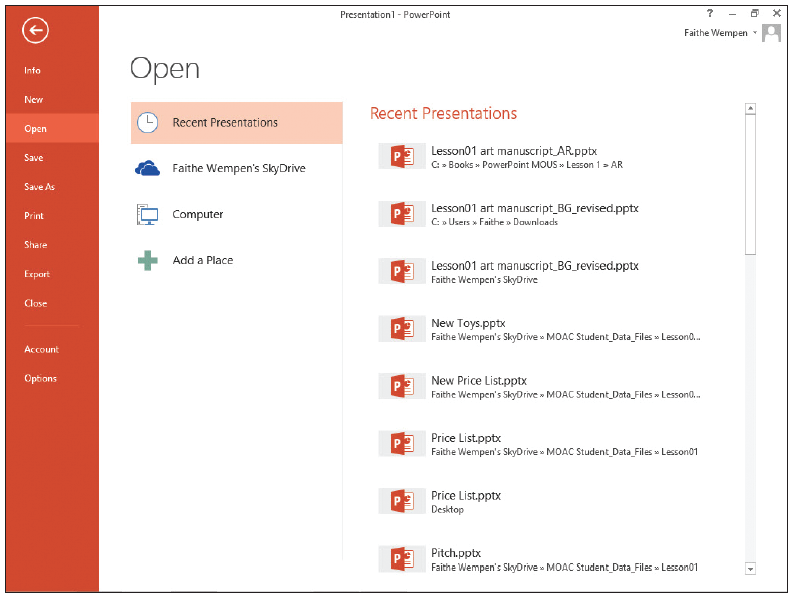 Presentation1 - PowerPoint
?
Faithe Wempen
Info
New
Open
Save
Save As
Print
Share
Export
Close
Account
Options
Open
Recent Presentations
Faithe Wempen's SkyDrive
Computer
Add a Place
Recent Presentations
Lesson01 art manuscript_AR.pptx
C: » Books » PowerPoint MOUS » Lesson 1 » AR
Lesson01 art manuscript_BG_revised.pptx
C: » Users » Faithe » Downloads
Lesson01 art manuscript_BG_revised.pptx
Faithe Wempen's SkyDrive
New Toys.pptx
Faithe Wempen's SkyDrive » MOAC Student_Data_Files » Lesson0...
New Price List.pptx
Faithe Wempen's SkyDrive » MOAC Student_Data_Files » Lesson0...
Price List.pptx
Faithe Wempen's SkyDrive » MOAC Student_Data_Files » Lesson01
Price List.pptx
Desktop
Pitch.pptx
Faithe Wempen's SkyDrive » MOAC Student_Data_Files » Lesson01